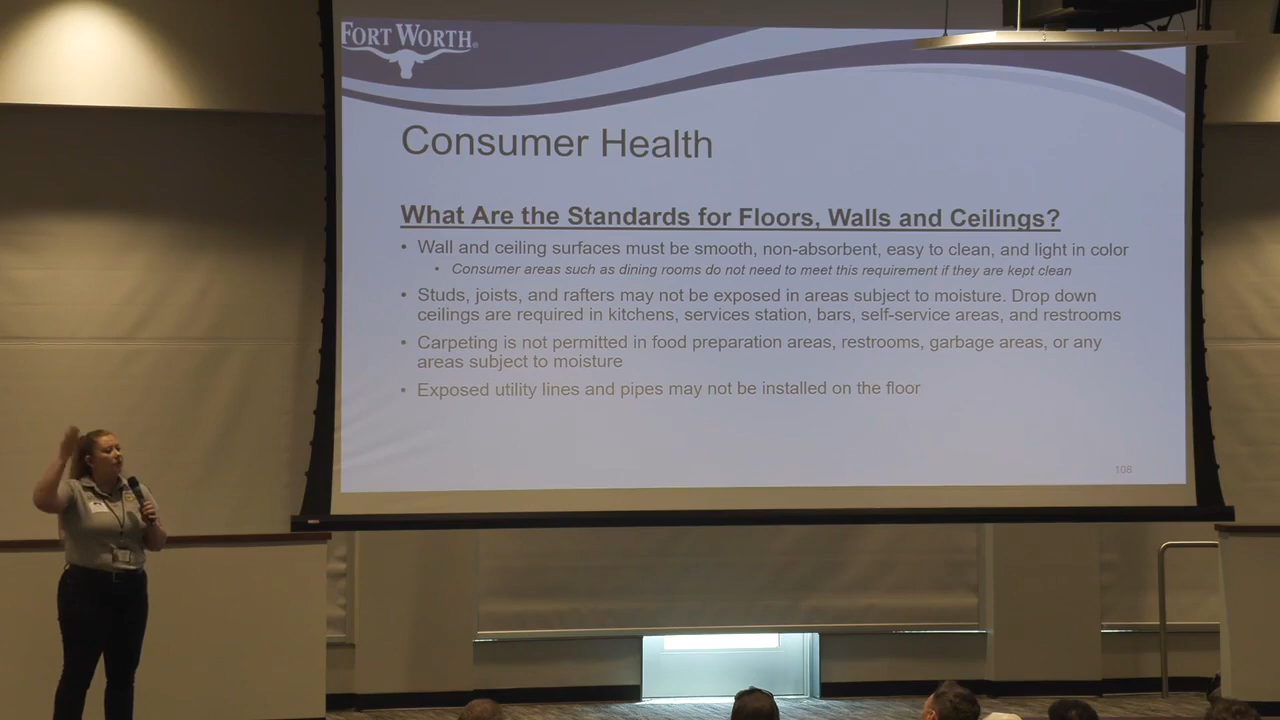 FORT WORTH®
Consumer Health
What Are the Standards for Floors, Walls and Ceilings?
• Wall and ceiling surfaces must be smooth, non-absorbent, easy to clean, and light in color
• Consumer areas such as dining rooms do not need to meet this requirement if they are kept clean
• Studs, joists, and rafters may not be exposed in areas subject to moisture. Drop down
ceilings are required in kitchens, services station, bars, self-service areas, and restrooms
• Carpeting is not permitted in food preparation areas, restrooms, garbage areas, or any
areas subject to moisture
• Exposed utility lines and pipes may not be installed on the floor
108